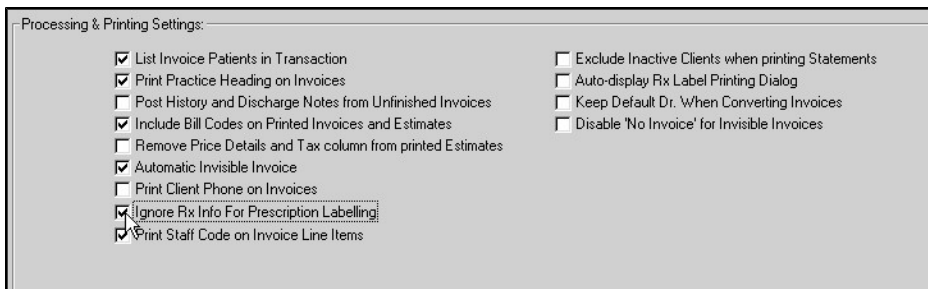 Processing & Printing Settings:
List Invoice Patients in Transaction
Print Practice Heading on Invoices
Post History and Discharge Notes from Unfinished Invoices
Include Bill Codes on Printed Invoices and Estimates
Remove Price Details and Tax column from printed Estimates
Automatic Invisible Invoice
Print Client Phone on Invoices
Ignore Rx Info For Prescription Labelling
Print Staff Code on Invoice Line Items
Exclude Inactive Clients when printing Statements
Auto-display Rx Label Printing Dialog
Keep Default Dr. When Converting Invoices
Disable 'No Invoice' for Invisible Invoices